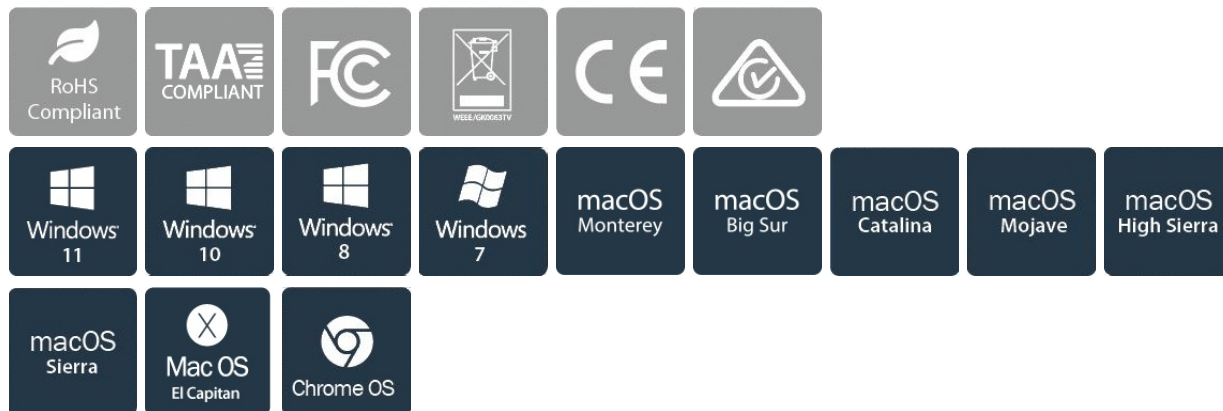 RoHS
Compliant
TAA
COMPLIANT
FC
WEEE/GK0063TV
CE
Windows
11
Windows
10
Windows
8
Windows
7
macOS
Monterey
macOS
Big Sur
macOS
Catalina
macOS
Mojave
macOS
High Sierra
macOS
Sierra
X
Mac OS
El Capitan
Chrome OS